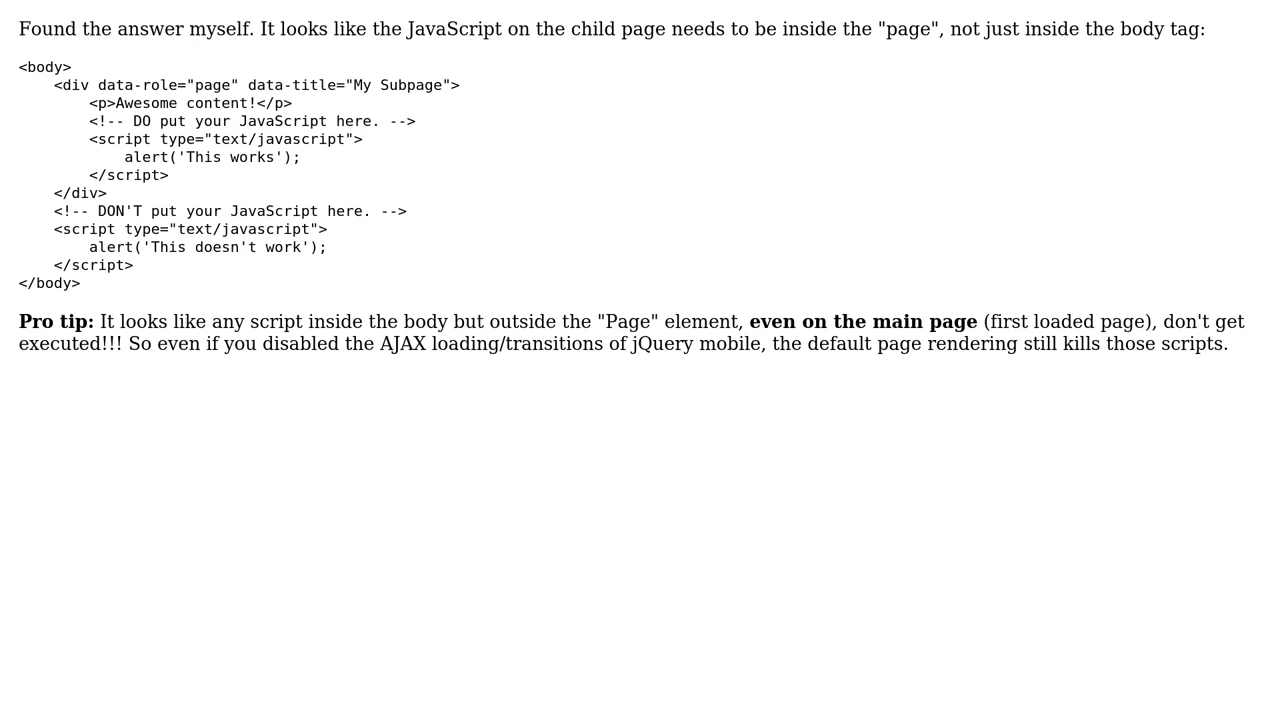 Found the answer myself. It looks like the JavaScript on the child page needs to be inside the "page", not just inside the body tag:
<body>
    <div data-role="page" data-title="My Subpage">
        <p>Awesome content!</p>
        <!-- DO put your JavaScript here. -->
        <script type="text/javascript">
            alert('This works');
        </script>
    </div>
    <!-- DON'T put your JavaScript here. -->
    <script type="text/javascript">
        alert('This doesn't work');
    </script>
</body>
Pro tip: It looks like any script inside the body but outside the "Page" element, even on the main page (first loaded page), don't get
executed!!! So even if you disabled the AJAX loading/transitions of jQuery mobile, the default page rendering still kills those scripts.